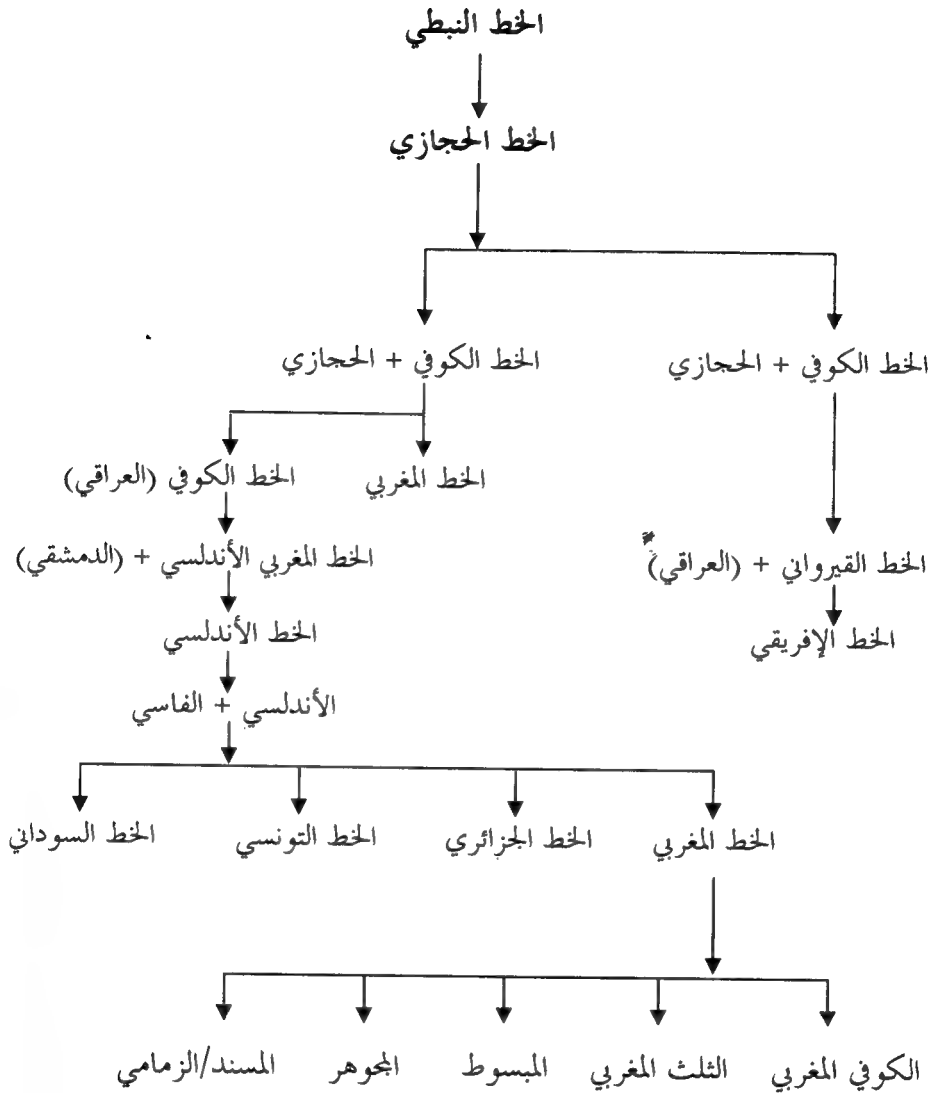 الخط النبطي
الخط الحجازي
الخط الكوفي + الحجازي
الخط الكوفي + الحجازي
الخط المغربي
الخط الكوفي (العراقي)
الخط القيرواني + (العراقي)
الخط المغربي الأندلسي + (الدمشقي)
الخط الإفريقي
الخط الأندلسي
الأندلسي + الفاسي
الخط المغربي
الخط الجزائري
الخط التونسي
الخط السوداني
الكوفي المغربي
الثلث المغربي
المبسوط
المجوهر
المسند/الزمامي